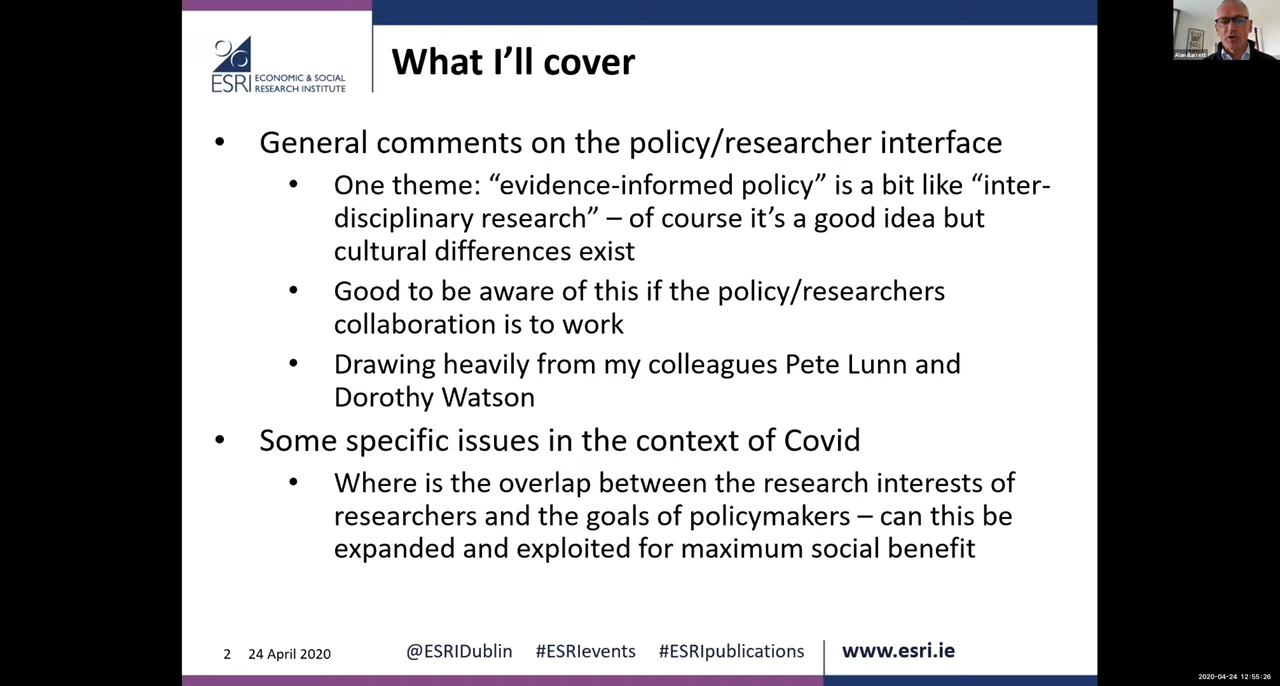 What I'll cover
ESRI ECONOMIC & SOCIAL
RESEARCH INSTITUTE
Alan Barrett
• General comments on the policy/researcher interface
• One theme: “evidence-informed policy” is a bit like “inter-
disciplinary research” – of course it’s a good idea but
cultural differences exist
• Good to be aware of this if the policy/researchers
collaboration is to work
• Drawing heavily from my colleagues Pete Lunn and
Dorothy Watson
• Some specific issues in the context of Covid
• Where is the overlap between the research interests of
researchers and the goals of policymakers – can this be
expanded and exploited for maximum social benefit
2 24 April 2020 @ESRIDublin #ESRIevents #ESRIpublications www.esri.ie
2020-04-24 12:55:26